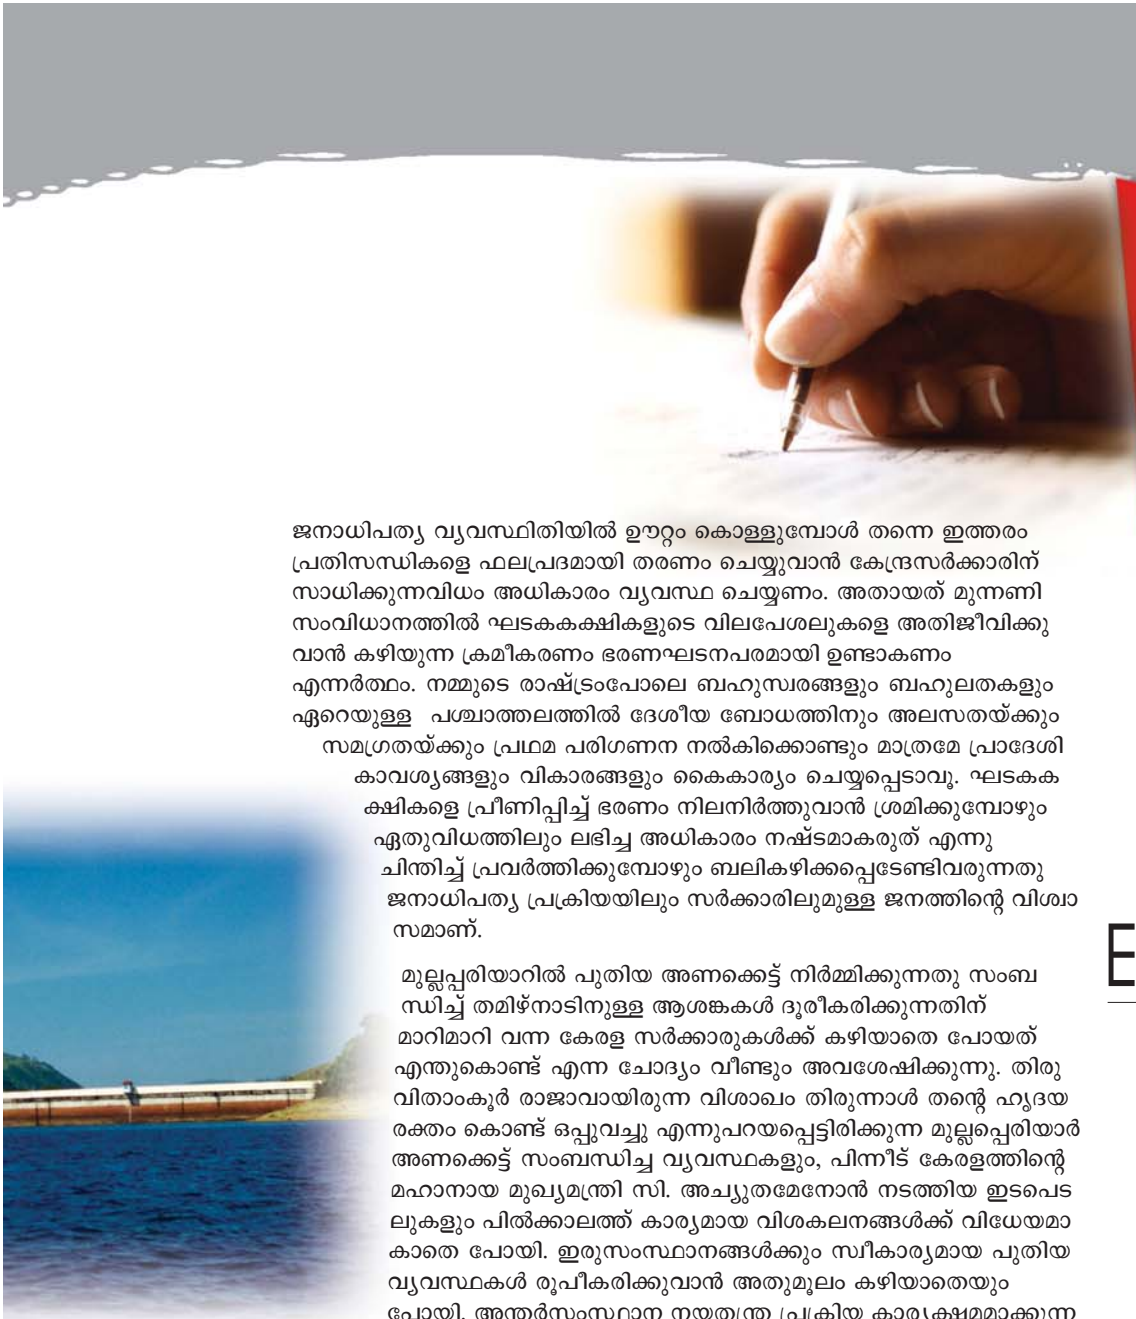 ജനാധിപത്യ വ്യവസ്ഥിതിയിൽ ഊറ്റം കൊള്ളുമ്പോൾ തന്നെ ഇത്തരം
പ്രതിസന്ധികളെ ഫലപ്രദമായി തരണം ചെയ്യുവാൻ കേന്ദ്രസർക്കാരിന്
സാധിക്കുന്നവിധം അധികാരം വ്യവസ്ഥ ചെയ്യണം. അതായത് മുന്നണി
സംവിധാനത്തിൽ ഘടകകക്ഷികളുടെ വിലപേശലുകളെ അതിജീവിക്കു
വാൻ കഴിയുന്ന ക്രമീകരണം ഭരണഘടനപരമായി ഉണ്ടാകണം
എന്നർത്ഥം. നമ്മുടെ രാഷ്ട്രംപോലെ ബഹുസ്വരങ്ങളും ബഹുലതകളും
ഏറെയുള്ള പശ്ചാത്തലത്തിൽ ദേശീയ ബോധത്തിനും അലസതയ്ക്കും
സമഗ്രതയ്ക്കും പ്രഥമ പരിഗണന നൽകിക്കൊണ്ടും മാത്രമേ പ്രാദേശി
കാവശ്യങ്ങളും വികാരങ്ങളും കൈകാര്യം ചെയ്യപ്പെടാവൂ. ഘടകക
ക്ഷികളെ പ്രീണിപ്പിച്ച് ഭരണം നിലനിർത്തുവാൻ ശ്രമിക്കുമ്പോഴും
ഏതുവിധത്തിലും ലഭിച്ച അധികാരം നഷ്ടമാകരുത് എന്നു
ചിന്തിച്ച് പ്രവർത്തിക്കുമ്പോഴും ബലികഴിക്കപ്പെടേണ്ടിവരുന്നതു
ജനാധിപത്യ പ്രക്രിയയിലും സർക്കാരിലുമുള്ള ജനത്തിന്റെ വിശ്വാ
സമാണ്.
മുല്ലപ്പരിയാറിൽ പുതിയ അണക്കെട്ട് നിർമ്മിക്കുന്നതു സംബ
ന്ധിച്ച് തമിഴ്നാടിനുള്ള ആശങ്കകൾ ദൂരീകരിക്കുന്നതിന്
മാറിമാറി വന്ന കേരള സർക്കാരുകൾക്ക് കഴിയാതെ പോയത്
എന്തുകൊണ്ട് എന്ന ചോദ്യം വീണ്ടും അവശേഷിക്കുന്നു. തിരു
വിതാംകൂർ രാജാവായിരുന്ന വിശാഖം തിരുന്നാൾ തന്റെ ഹൃദയ
രക്തം കൊണ്ട് ഒപ്പുവച്ചു എന്നുപറയപ്പെട്ടിരിക്കുന്ന മുല്ലപ്പെരിയാർ
അണക്കെട്ട് സംബന്ധിച്ച വ്യവസ്ഥകളും, പിന്നീട് കേരളത്തിന്റെ
മഹാനായ മുഖ്യമന്ത്രി സി. അച്യുതമേനോൻ നടത്തിയ ഇടപെട
ലുകളും പിൽക്കാലത്ത് കാര്യമായ വിശകലനങ്ങൾക്ക് വിധേയമാ
കാതെ പോയി. ഇരുസംസ്ഥാനങ്ങൾക്കും സ്വീകാര്യമായ പുതിയ
വ്യവസ്ഥകൾ രൂപീകരിക്കുവാൻ അതുമൂലം കഴിയാതെയും
പോയി. അന്തർസംസ്ഥാന നയതന്ത്ര പ്രക്രിയ കാര്യക്ഷമമാക്കുന്ന
E